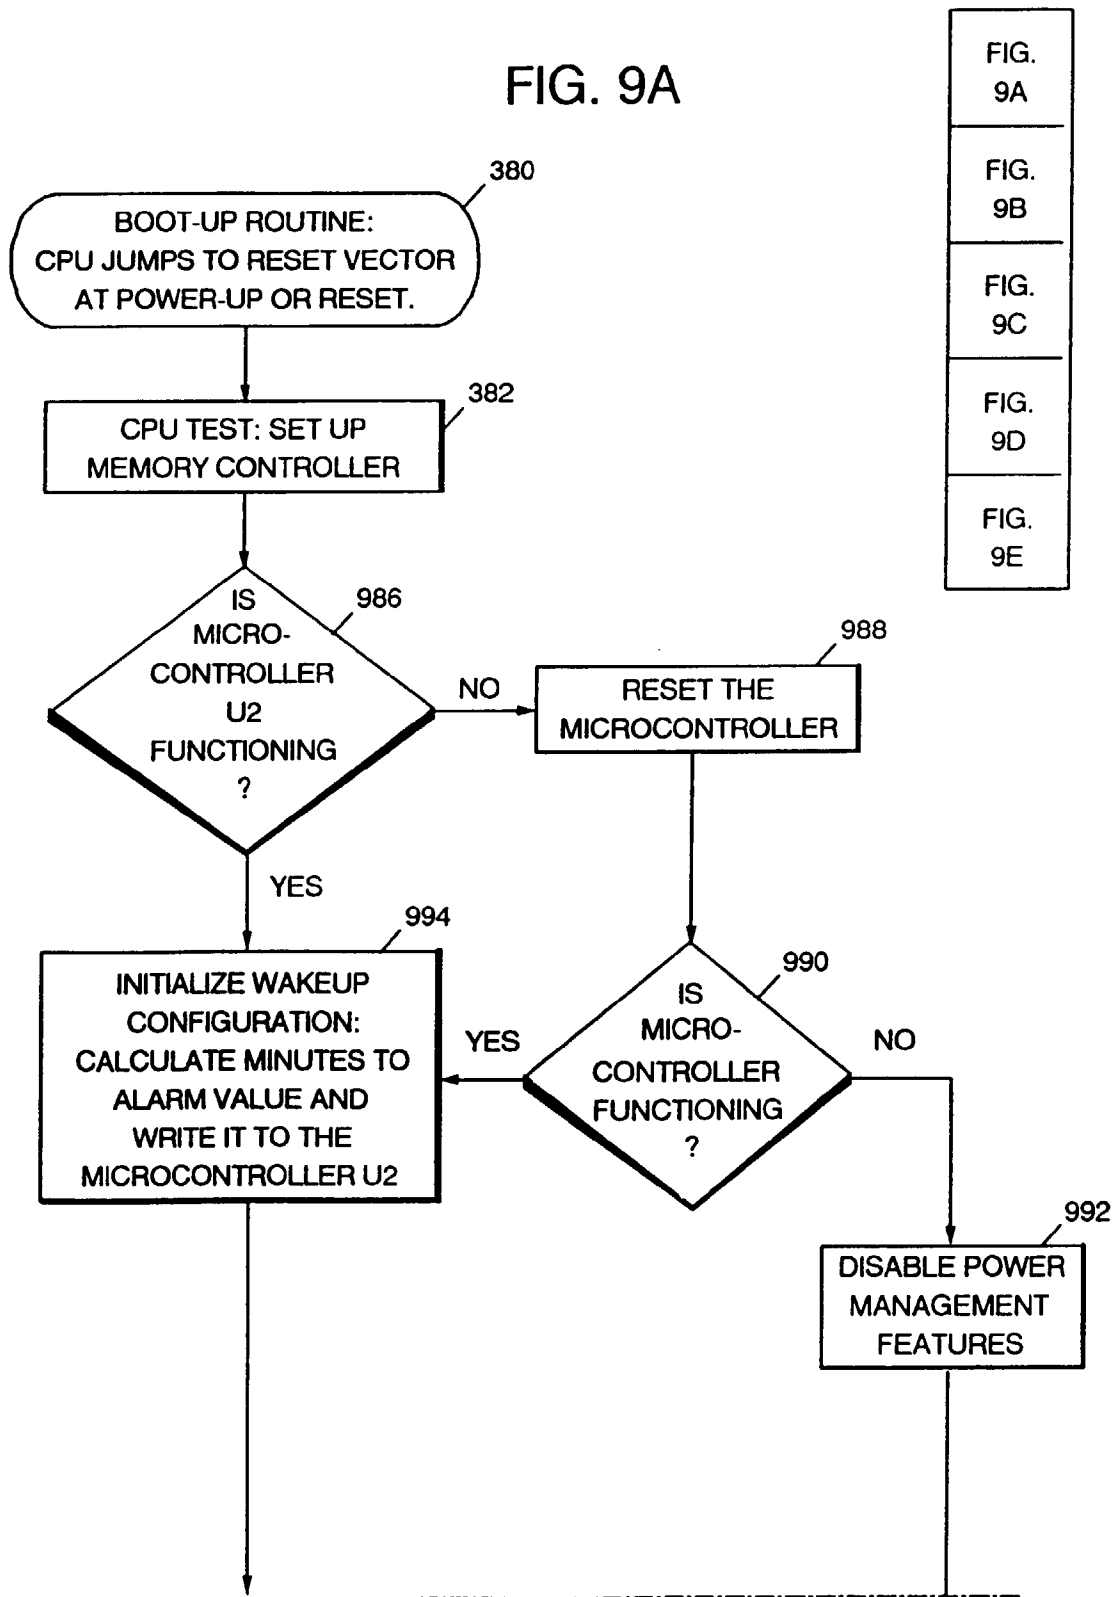 FIG. 9A
FIG.
9A
FIG.
9B
FIG.
9C
FIG.
9D
FIG.
9E
380
BOOT-UP ROUTINE:
CPU JUMPS TO RESET VECTOR
AT POWER-UP OR RESET.
382
CPU TEST: SET UP
MEMORY CONTROLLER
986
IS
MICRO-
CONTROLLER
U2
FUNCTIONING
?
NO
988
RESET THE
MICROCONTROLLER
YES
994
INITIALIZE WAKEUP
CONFIGURATION:
CALCULATE MINUTES TO
ALARM VALUE AND
WRITE IT TO THE
MICROCONTROLLER U2
990
IS
MICRO-
CONTROLLER
FUNCTIONING
?
YES
NO
992
DISABLE POWER
MANAGEMENT
FEATURES